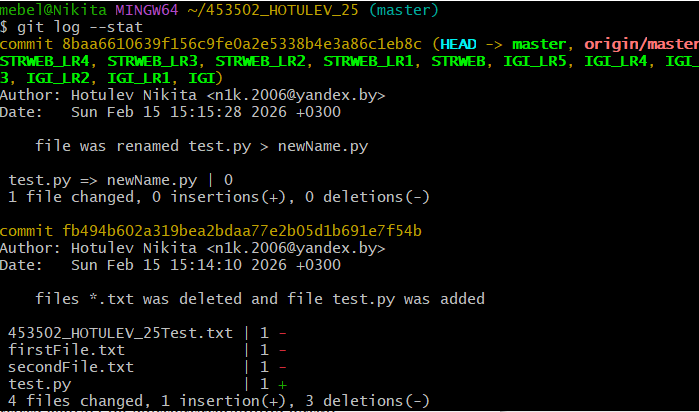 mebel@Nikita MINGW64 ~/453502_HOTULEV_25 (master)
$ git log --stat
commit 8baa6610639f156c9fe0a2e5338b4e3a86c1eb8c (HEAD -> master, origin/master
STRWEB_LR4, STRWEB_LR3, STRWEB_LR2, STRWEB_LR1, STRWEB, IGI_LR5, IGI_LR4, IGI_
3, IGI_LR2, IGI_LR1, IGI)
Author: Hotulev Nikita <n1k.2006@yandex.by>
Date:   Sun Feb 15 15:15:28 2026 +0300
file was renamed test.py > newName.py
test.py => newName.py | 0
1 file changed, 0 insertions(+), 0 deletions(-)
commit fb494b602a319bea2bdaa77e2b05d1b691e7f54b
Author: Hotulev Nikita <n1k.2006@yandex.by>
Date:   Sun Feb 15 15:14:10 2026 +0300
files *.txt was deleted and file test.py was added
453502_HOTULEV_25Test.txt | 1 -
firstFile.txt             | 1 -
secondFile.txt            | 1 -
test.py                   | 1 +
4 files changed, 1 insertion(+), 3 deletions(-)